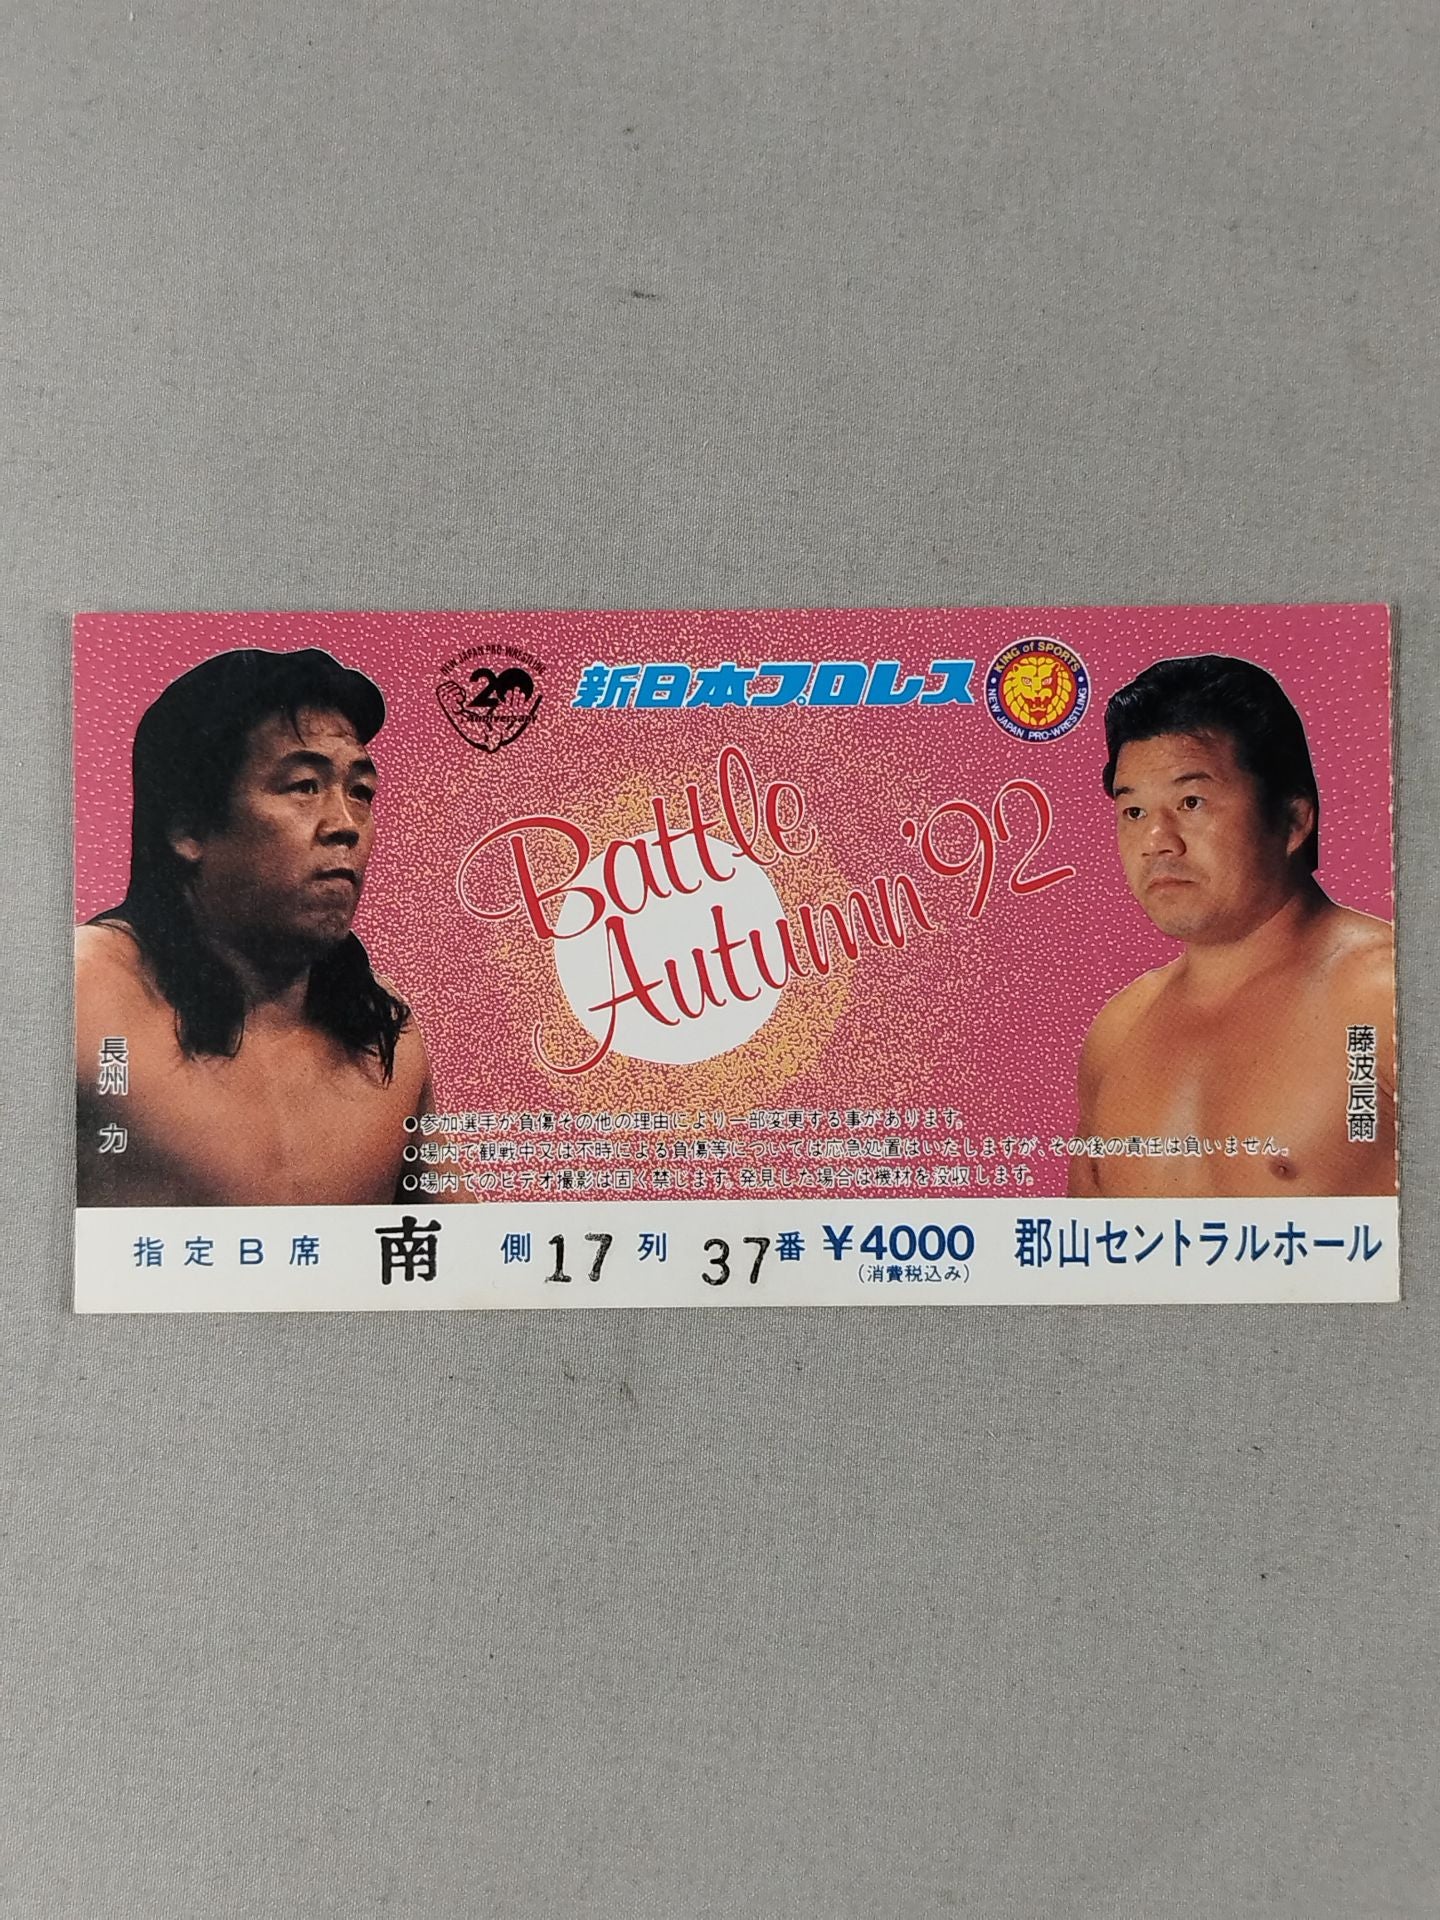 NEW JAPAN PRO-WRESTLING
20
Anniversary
新日本プロレス
KING of SPORTS
NEW JAPAN PRO-WRESTLING
Battle
Autumn '92
長州 力
藤波辰爾
●参加選手が負傷その他の理由により一部変更する事があります。
●場内で観戦中又は不時による負傷等については応急処置はいたしますが、その後の責任は負いません。
●場内でのビデオ撮影は固く禁じます。発見した場合は機材を没収します。
指定B席 南 側 17 列 37 番 ¥4000 郡山セントラルホール
(消費税込み)